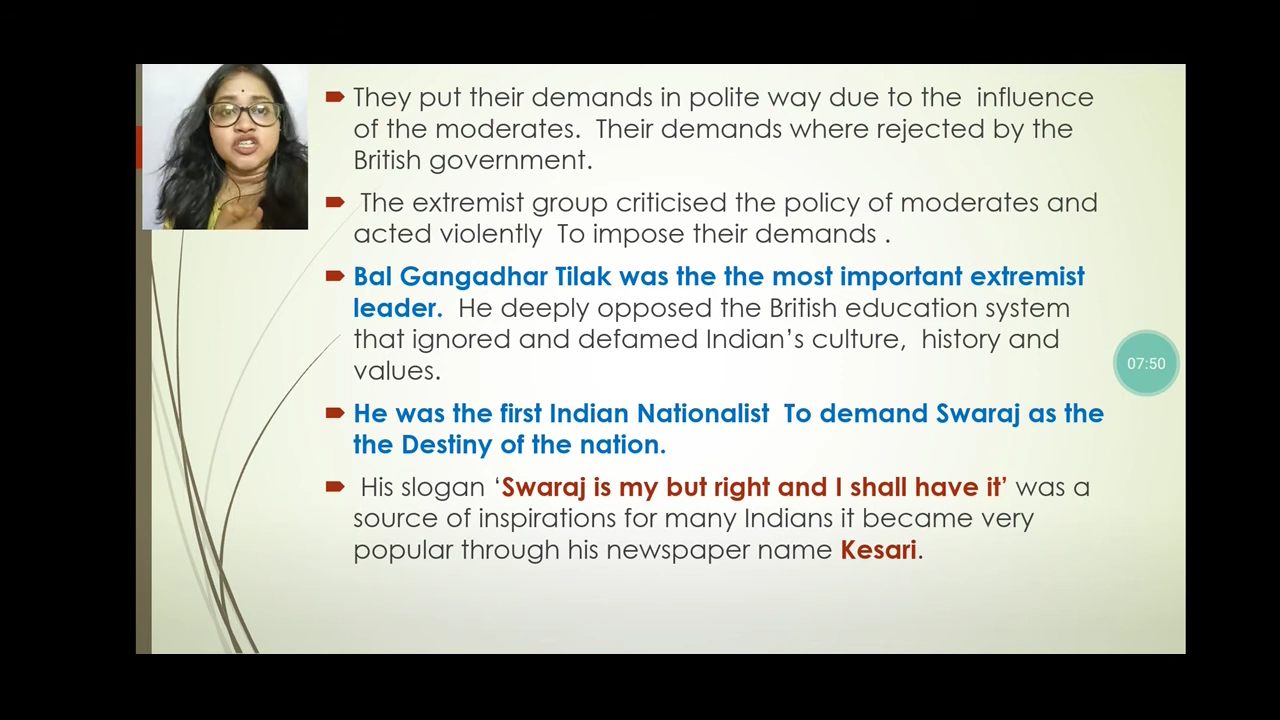 They put their demands in polite way due to the influence
of the moderates. Their demands where rejected by the
British government.
The extremist group criticised the policy of moderates and
acted violently To impose their demands .
Bal Gangadhar Tilak was the the most important extremist
leader. He deeply opposed the British education system
that ignored and defamed Indian’s culture, history and
values.
He was the first Indian Nationalist To demand Swaraj as the
the Destiny of the nation.
His slogan ‘Swaraj is my but right and I shall have it’ was a
source of inspirations for many Indians it became very
popular through his newspaper name Kesari.
07:50